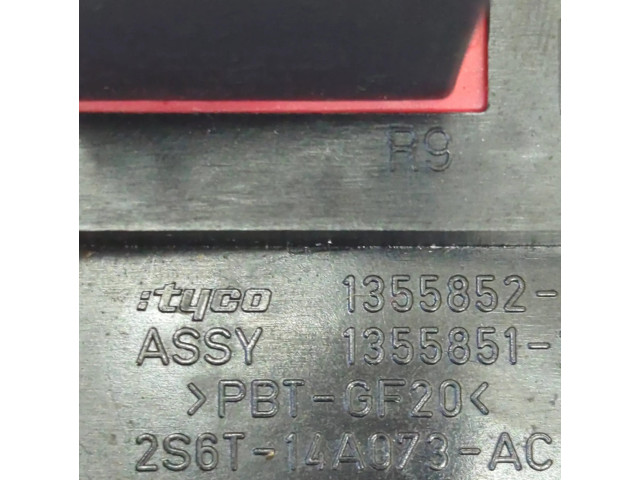 R9
:tyco 1355852-
ASSY 1355851-
>PBT-GF20<
2S6T-14A073-AC